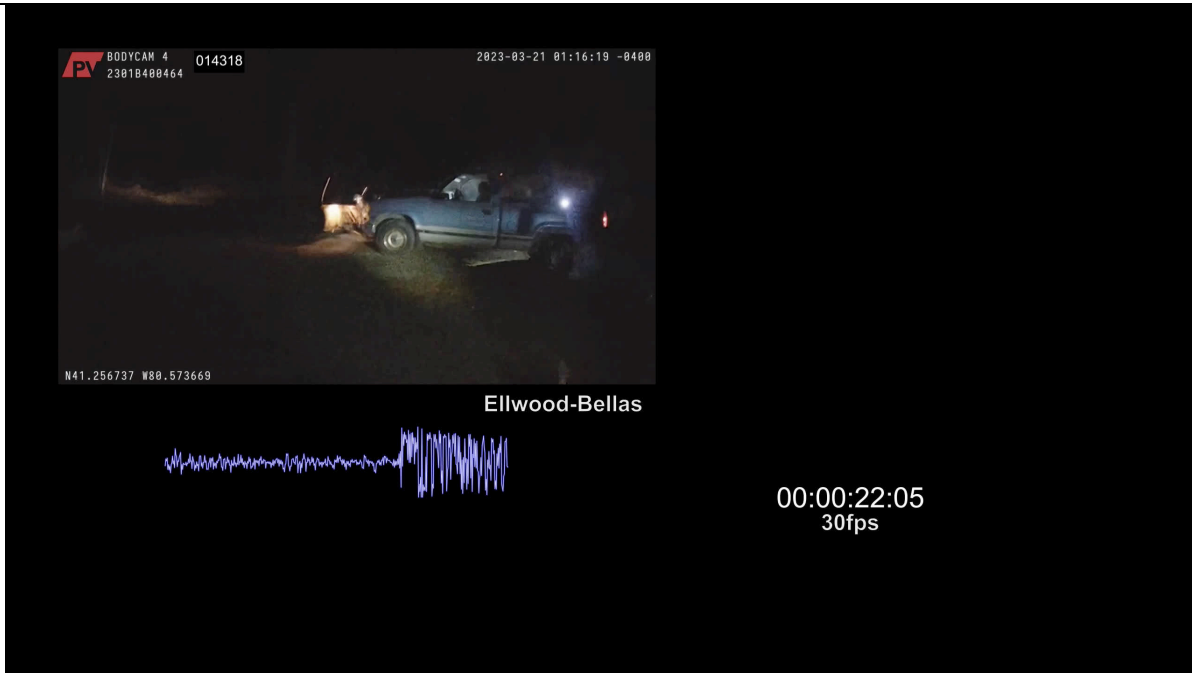 PV
BODYCAM 4
2301B400464
014318
2023-03-21 01:16:19 -0400
N41.256737 W80.573669
Ellwood-Bellas
00:00:22:05
30fps